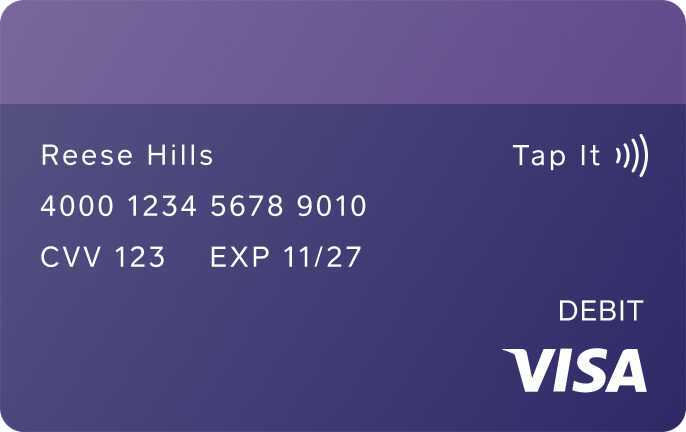 Reese Hills
Tap It
4000 1234 5678 9010
CVV 123 EXP 11/27
DEBIT
VISA